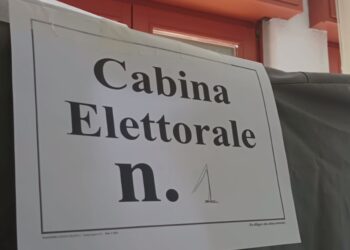 Cabina
Elettorale
n. 1